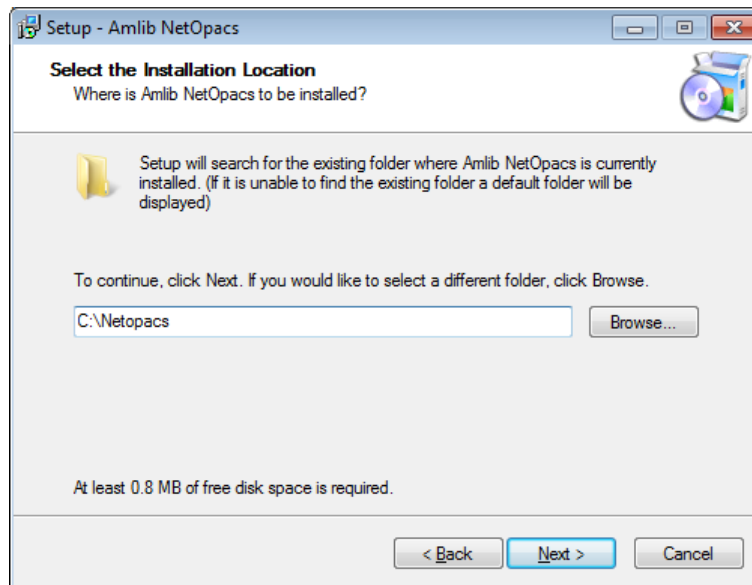 Setup - Amlib NetOpacs
Select the Installation Location
Where is Amlib NetOpacs to be installed?
Setup will search for the existing folder where Amlib NetOpacs is currently
installed. (If it is unable to find the existing folder a default folder will be
displayed)
To continue, click Next. If you would like to select a different folder, click Browse.
C:\Netopacs
Browse...
At least 0.8 MB of free disk space is required.
< Back
Next >
Cancel